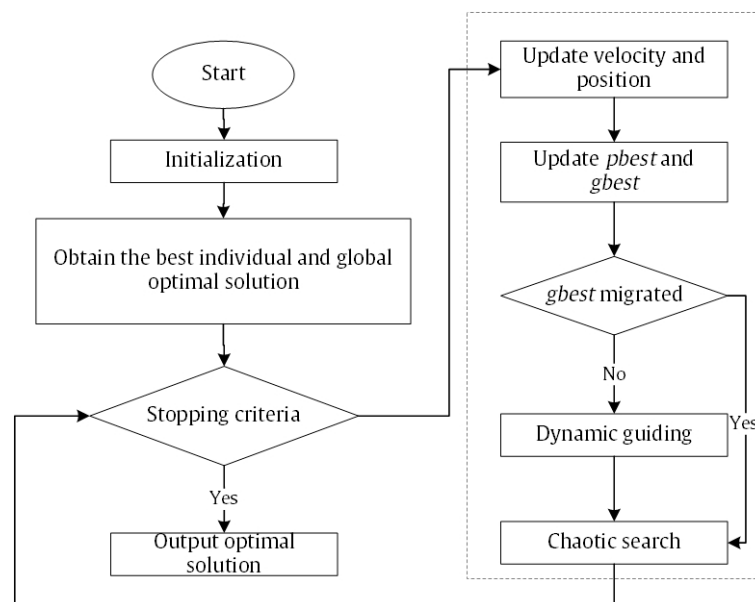 Start
Initialization
Obtain the best individual and global
optimal solution
Stopping criteria
Yes
Output optimal
solution
Update velocity and
position
Update pbest and
gbest
gbest migrated
No
Yes
Dynamic guiding
Chaotic search